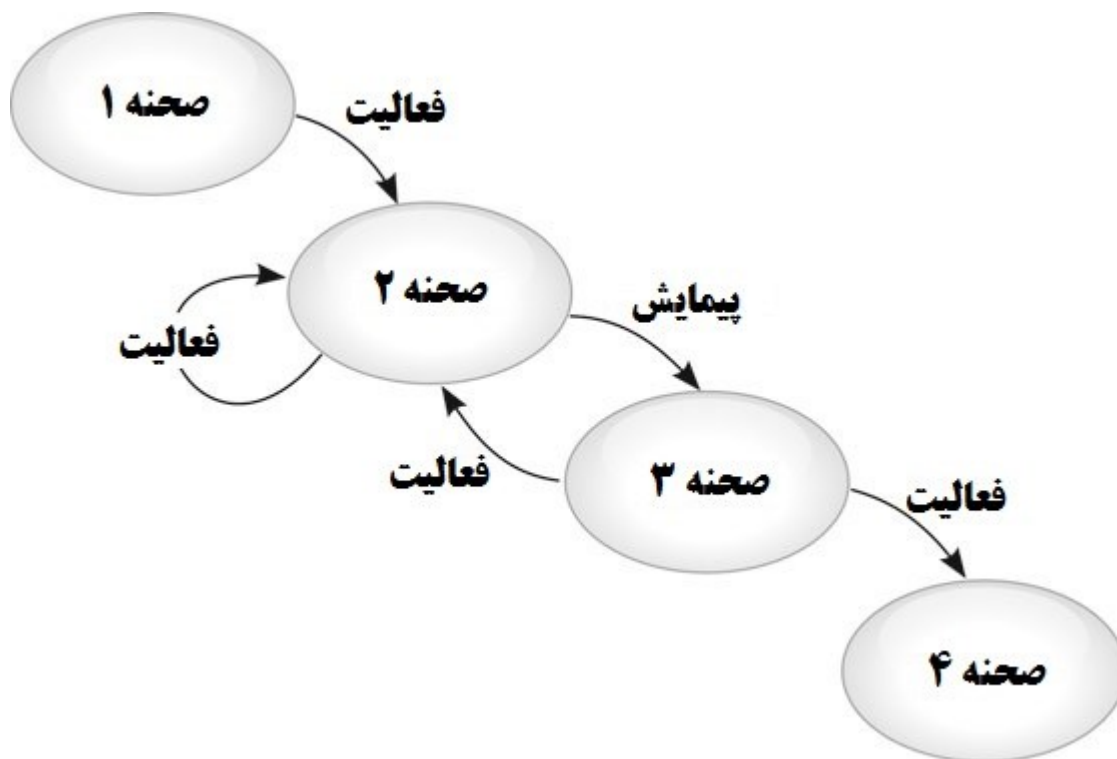 صحنه ۱
فعالیت
صحنه ۲
پیمایش
فعالیت
فعالیت
صحنه ۳
فعالیت
صحنه ۴